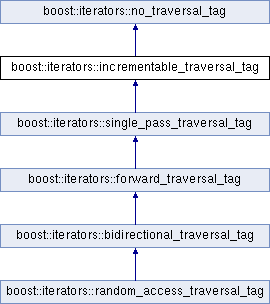 boost::iterators::no_traversal_tag
boost::iterators::incrementable_traversal_tag
boost::iterators::single_pass_traversal_tag
boost::iterators::forward_traversal_tag
boost::iterators::bidirectional_traversal_tag
boost::iterators::random_access_traversal_tag